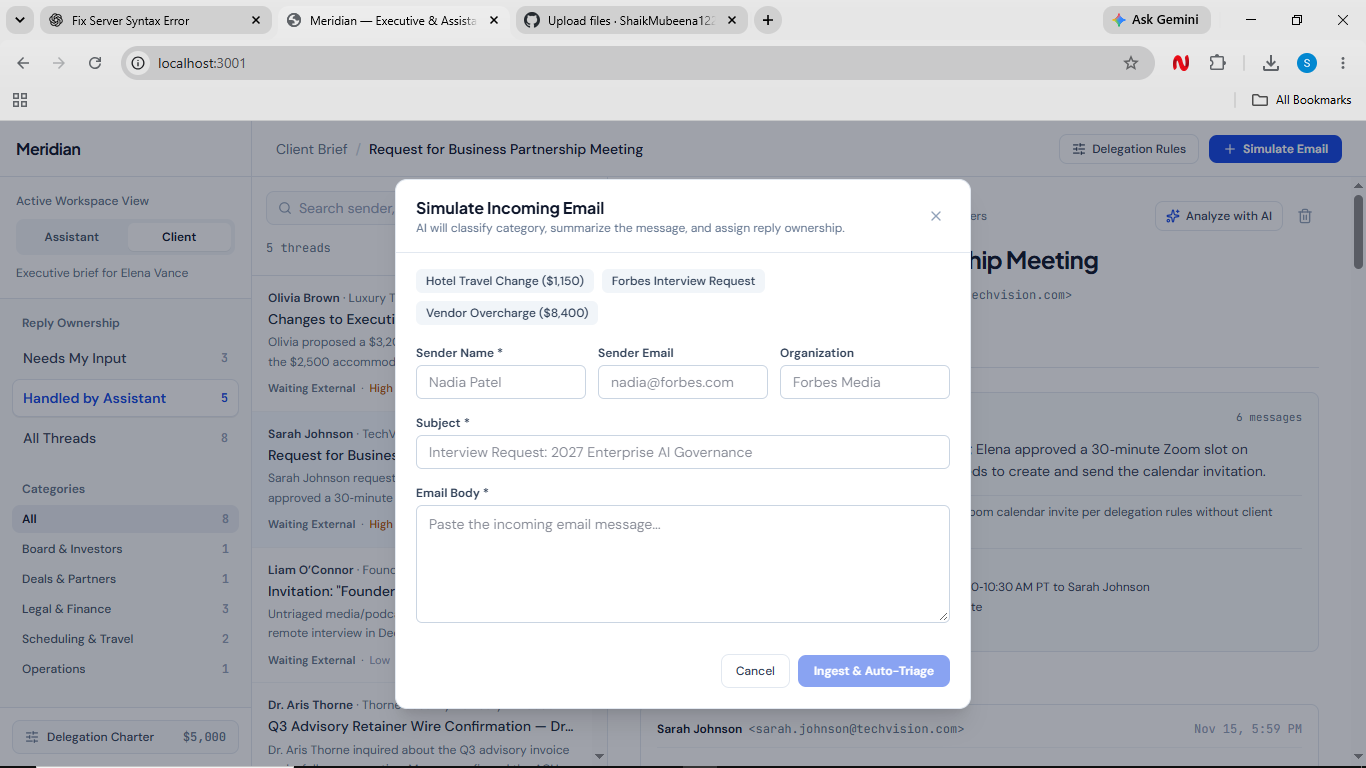 Fix Server Syntax Error
Meridian — Executive & Assista
Upload files · ShaikMubeena122
Ask Gemini
localhost:3001
S
All Bookmarks
Meridian
Client Brief / Request for Business Partnership Meeting
Delegation Rules
+ Simulate Email
Active Workspace View
Assistant
Client
Executive brief for Elena Vance
Reply Ownership
Needs My Input 3
Handled by Assistant 5
All Threads 8
Categories
All 8
Board & Investors 1
Deals & Partners 1
Legal & Finance 3
Scheduling & Travel 2
Operations 1
Delegation Charter $5,000
Search sender,
5 threads
Olivia Brown · Luxury T
Changes to Executi
Olivia proposed a $3,20
the $2,500 accommod
Waiting External · High
Sarah Johnson · TechV
Request for Busines
Sarah Johnson request
approved a 30-minute
Waiting External · High
Liam O’Connor · Found
Invitation: "Founder
Untriaged media/podca
remote interview in Dec
Waiting External · Low
Dr. Aris Thorne · Thorne
Q3 Advisory Retainer Wire Confirmation — Dr...
Dr. Aris Thorne inquired about the Q3 advisory invoice
Simulate Incoming Email
AI will classify category, summarize the message, and assign reply ownership.
Hotel Travel Change ($1,150)
Forbes Interview Request
Vendor Overcharge ($8,400)
Sender Name *
Sender Email
Organization
Nadia Patel
nadia@forbes.com
Forbes Media
Subject *
Interview Request: 2027 Enterprise AI Governance
Email Body *
Paste the incoming email message…
Cancel
Ingest & Auto-Triage
ers
Analyze with AI
hip Meeting
echvision.com>
6 messages
Elena approved a 30-minute Zoom slot on
ds to create and send the calendar invitation.
oom calendar invite per delegation rules without client
0-10:30 AM PT to Sarah Johnson
te
Sarah Johnson <sarah.johnson@techvision.com>
Nov 15, 5:59 PM